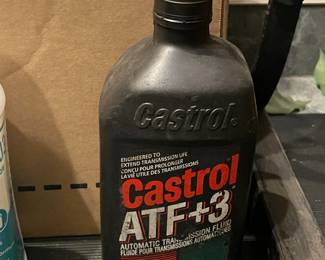 Castrol
ENGINEERED TO
EXTEND TRANSMISSION LIFE
CONÇU POUR PROLONGER
LA VIE UTILE DES TRANSMISSIONS
Castrol
ATF+3
AUTOMATIC TRANSMISSION FLUID
FLUIDE POUR TRANSMISSIONS AUTOMATIQUES